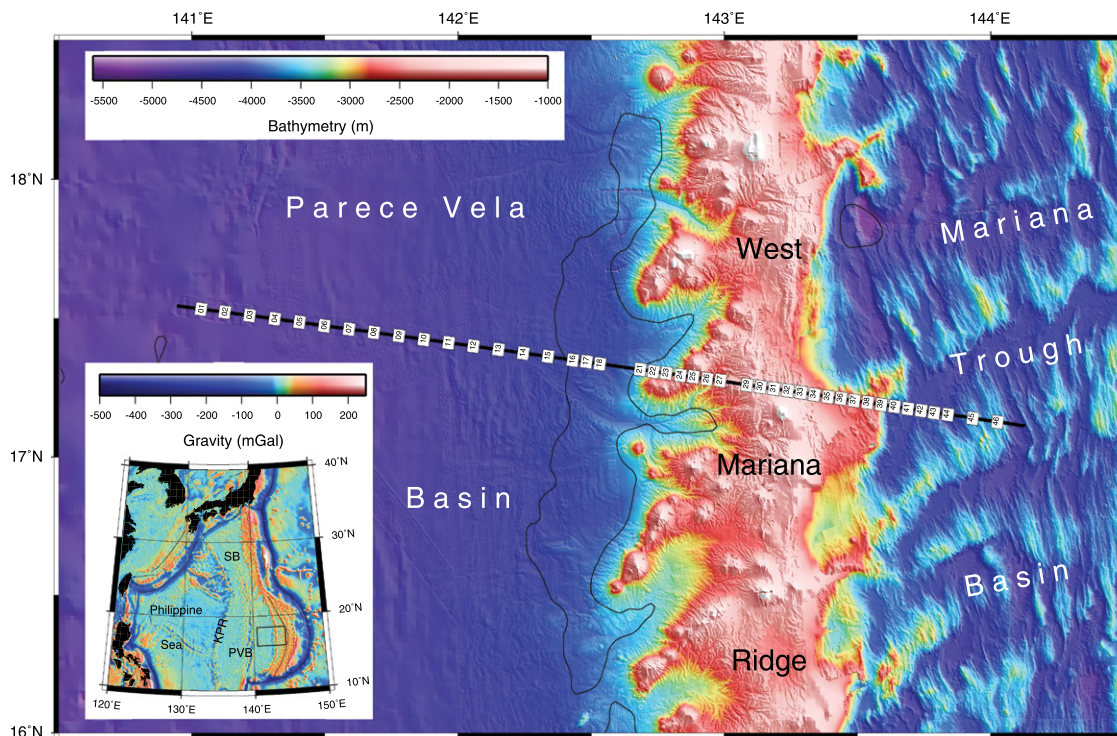 141°E 142°E 143°E 144°E
-5500 -5000 -4500 -4000 -3500 -3000 -2500 -2000 -1500 -1000
Bathymetry (m)
18°N
Parece Vela
Mariana
West
01 02 03 04 05 06 07 08 09 10 11 12 13 14 15 16 17 18 21 22 23 24 25 26 27 29 30 31 32 33 34 35 36 37 38 39 40 41 42 43 44 45 46
Trough
-500 -400 -300 -200 -100 0 100 200
Gravity (mGal)
17°N
Mariana
Basin
40°N
30°N
SB
Basin
Philippine
20°N
KPR
Sea
PVB
Ridge
10°N
120°E 130°E 140°E 150°E
16°N